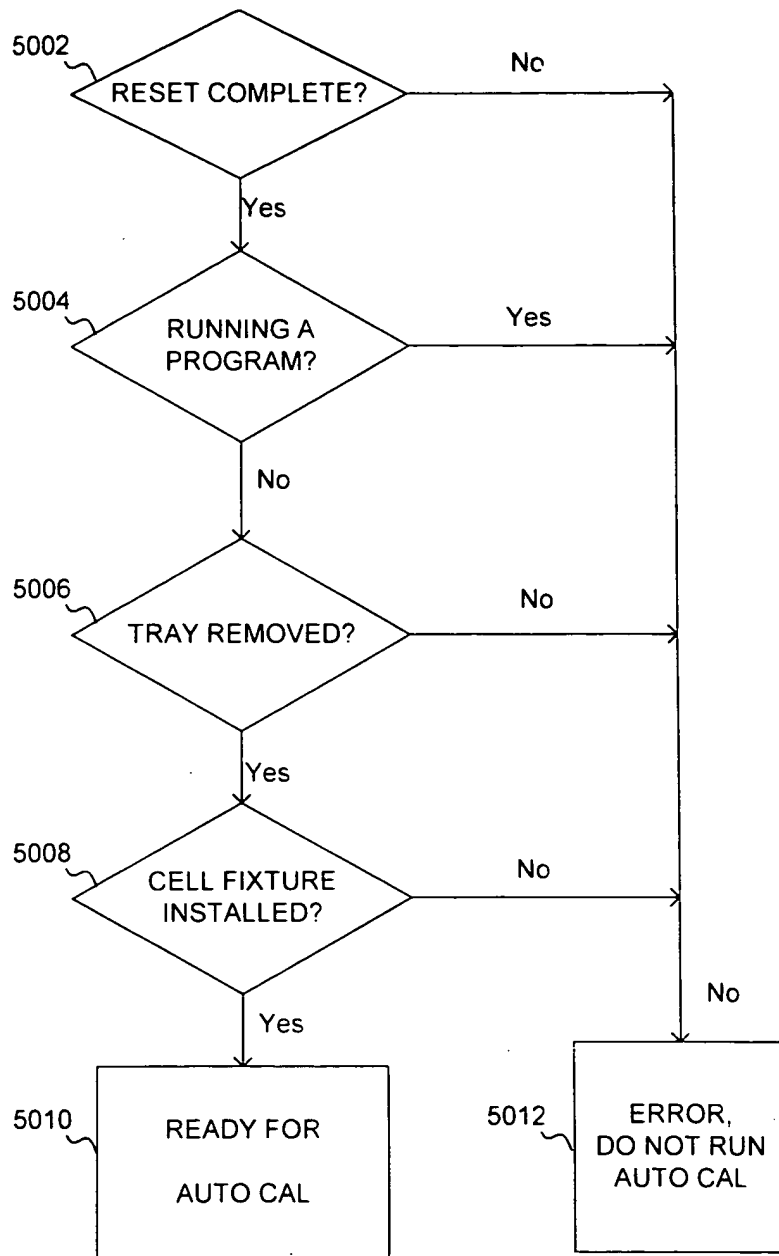 5002
RESET COMPLETE?
No
Yes
5004
RUNNING A
PROGRAM?
Yes
No
5006
TRAY REMOVED?
No
Yes
5008
CELL FIXTURE
INSTALLED?
No
Yes
No
5010
READY FOR
AUTO CAL
5012
ERROR,
DO NOT RUN
AUTO CAL